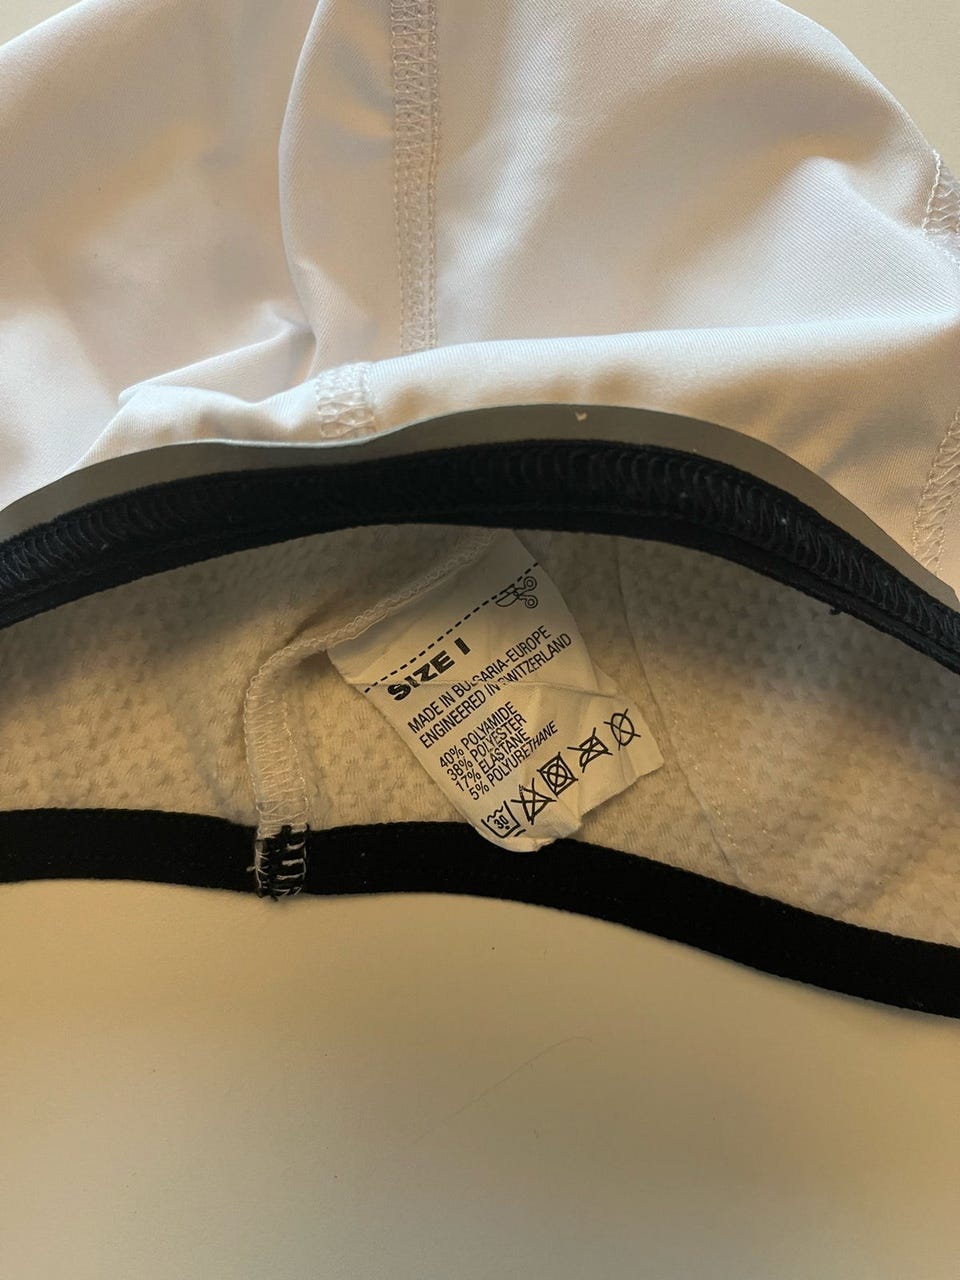 SIZE I
MADE IN BULGARIA-EUROPE
ENGINEERED IN SWITZERLAND
40% POLYAMIDE
38% POLYESTER
17% ELASTANE
5% POLYURETHANE
30